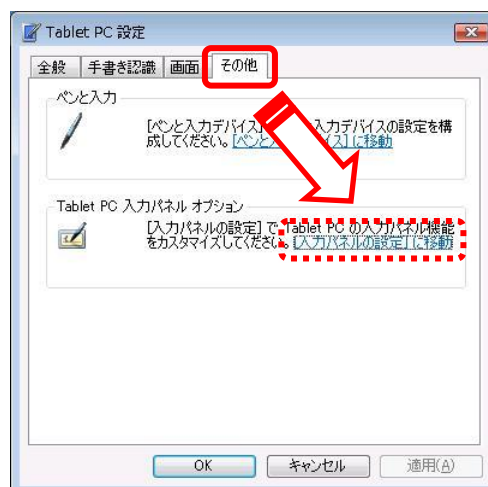 Tablet PC 設定
全般 手書き認識 画面 その他
ペンと入力
[ペンと入力デバイス] 入力デバイスの設定を構
成してください。[ペンと入 イス] に移動
Tablet PC 入力パネル オプション
[入力パネルの設定] で Tablet PC の入力パネル機能
をカスタマイズしてください。[入力パネルの設定] に移動
OK キャンセル 適用(A)